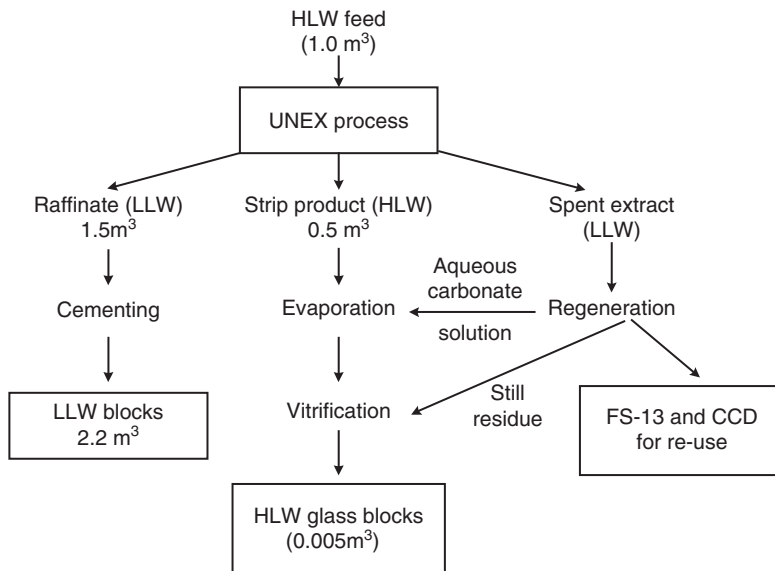 HLW feed
(1.0 m³)
UNEX process
Raffinate (LLW)
1.5m³
Strip product (HLW)
0.5 m³
Spent extract
(LLW)
Cementing
Evaporation
Aqueous
carbonate
solution
Regeneration
LLW blocks
2.2 m³
Vitrification
Still
residue
FS-13 and CCD
for re-use
HLW glass blocks
(0.005m³)